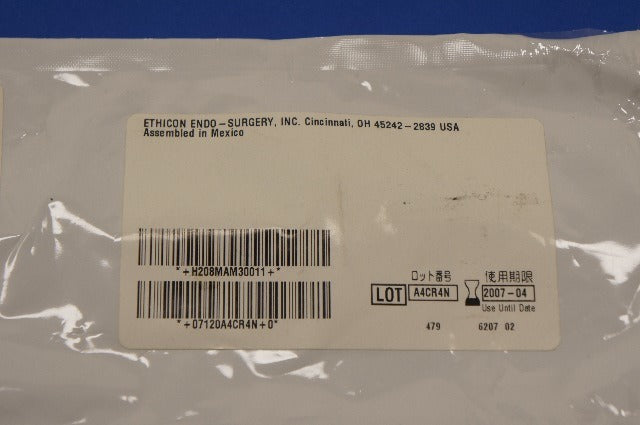 ETHICON ENDO-SURGERY, INC. Cincinnati, OH 45242-2839 USA
Assembled in Mexico
*+H208MAM30011+*
*+07120A4CR4N+0*
ロット番号
LOT A4CR4N
使用期限
2007-04
Use Until Date
479 6207 02